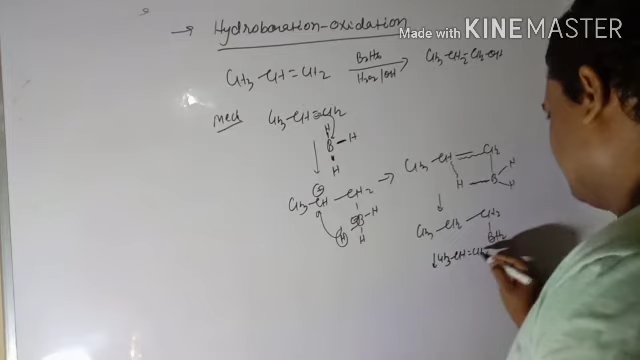 Made with KINEMASTER
→ Hydroboration-oxidation
CH3-CH=CH2 B2H6 H2O2/OH → CH3-CH2-CH2-OH
Mech CH3-CH=CH2
H
B-H
H
CH3-CH-CH2 → CH3-CH=CH2
H B H
H B H
H H
CH3-CH2-CH2
BH2
↓CH3-CH=CH